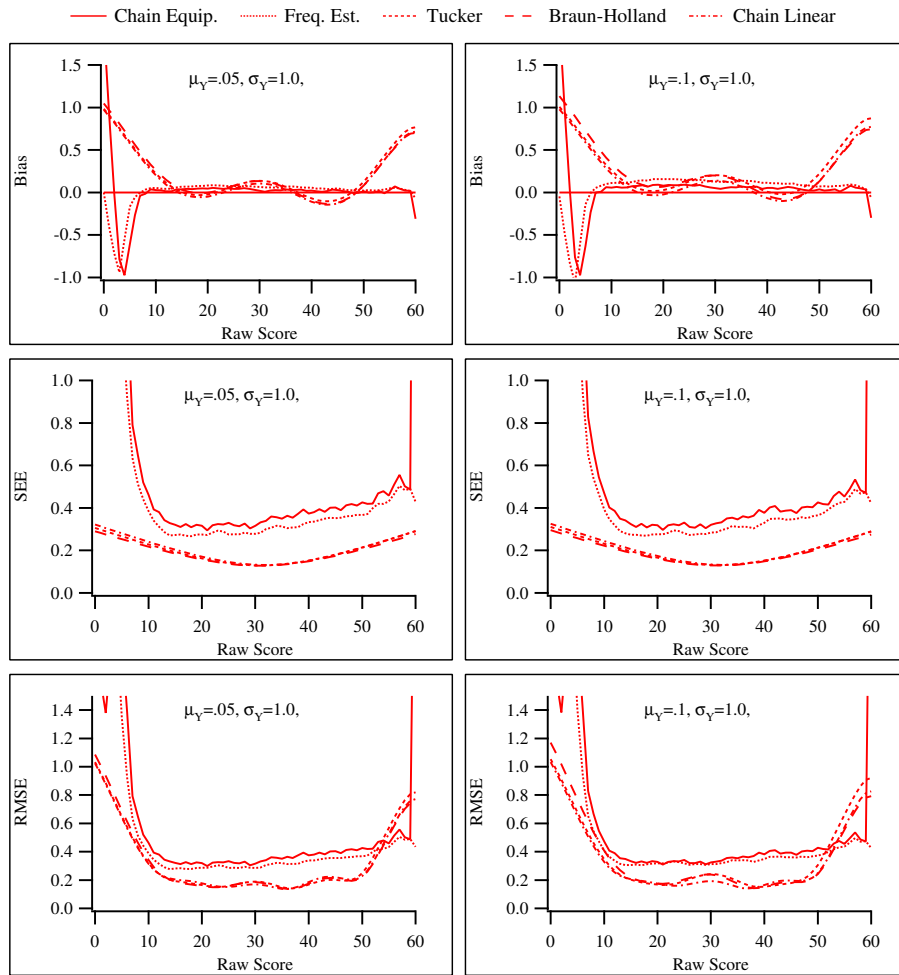 Chain Equip. Freq. Est. Tucker Braun-Holland Chain Linear
1.5
1.0
0.5
0.0
-0.5
-1.0
Bias
μY=.05, σY=1.0,
0 10 20 30 40 50 60
Raw Score
1.5
1.0
0.5
0.0
-0.5
-1.0
Bias
μY=.1, σY=1.0,
0 10 20 30 40 50 60
Raw Score
1.0
0.8
0.6
0.4
0.2
0.0
SEE
μY=.05, σY=1.0,
0 10 20 30 40 50 60
Raw Score
1.0
0.8
0.6
0.4
0.2
0.0
SEE
μY=.1, σY=1.0,
0 10 20 30 40 50 60
Raw Score
1.4
1.2
1.0
0.8
0.6
0.4
0.2
0.0
RMSE
μY=.05, σY=1.0,
0 10 20 30 40 50 60
Raw Score
1.4
1.2
1.0
0.8
0.6
0.4
0.2
0.0
RMSE
μY=.1, σY=1.0,
0 10 20 30 40 50 60
Raw Score